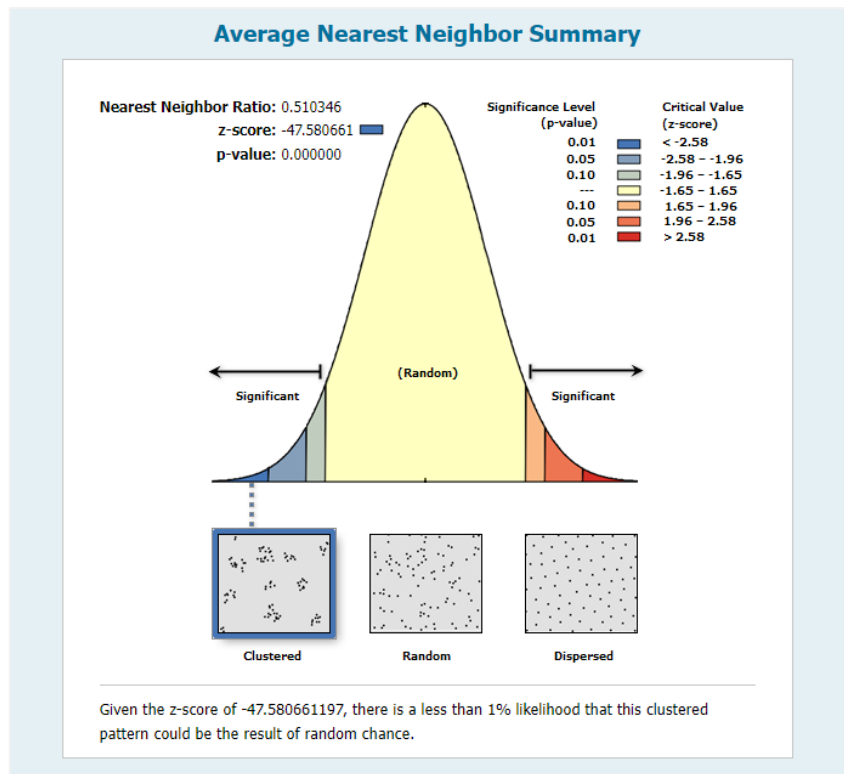 Average Nearest Neighbor Summary
Nearest Neighbor Ratio: 0.510346
z-score: -47.580661
p-value: 0.000000
Significance Level
(p-value)
Critical Value
(z-score)
0.01 < -2.58
0.05 -2.58 – -1.96
0.10 -1.96 – -1.65
--- -1.65 – 1.65
0.10 1.65 – 1.96
0.05 1.96 – 2.58
0.01 > 2.58
(Random)
Significant
Significant
Clustered
Random
Dispersed
Given the z-score of -47.580661197, there is a less than 1% likelihood that this clustered
pattern could be the result of random chance.